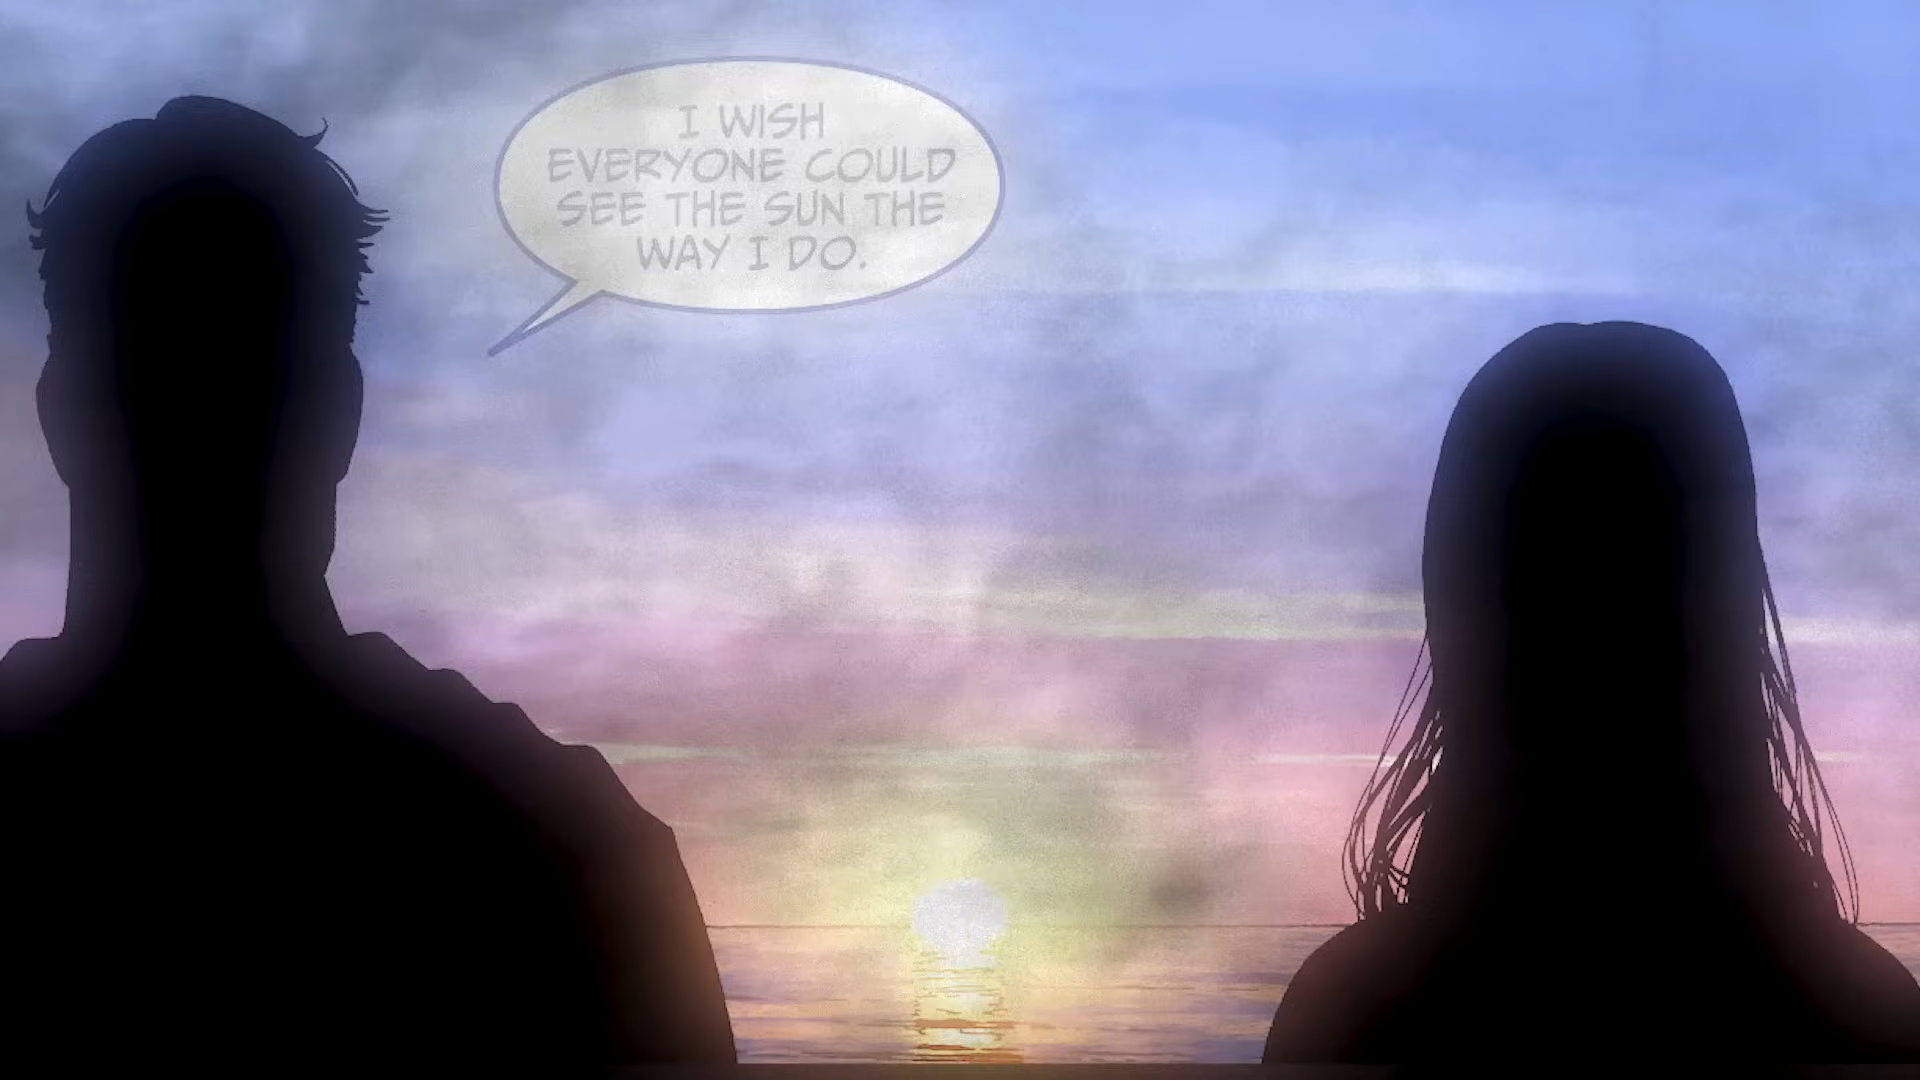 I WISH
EVERYONE COULD
SEE THE SUN THE
WAY I DO.